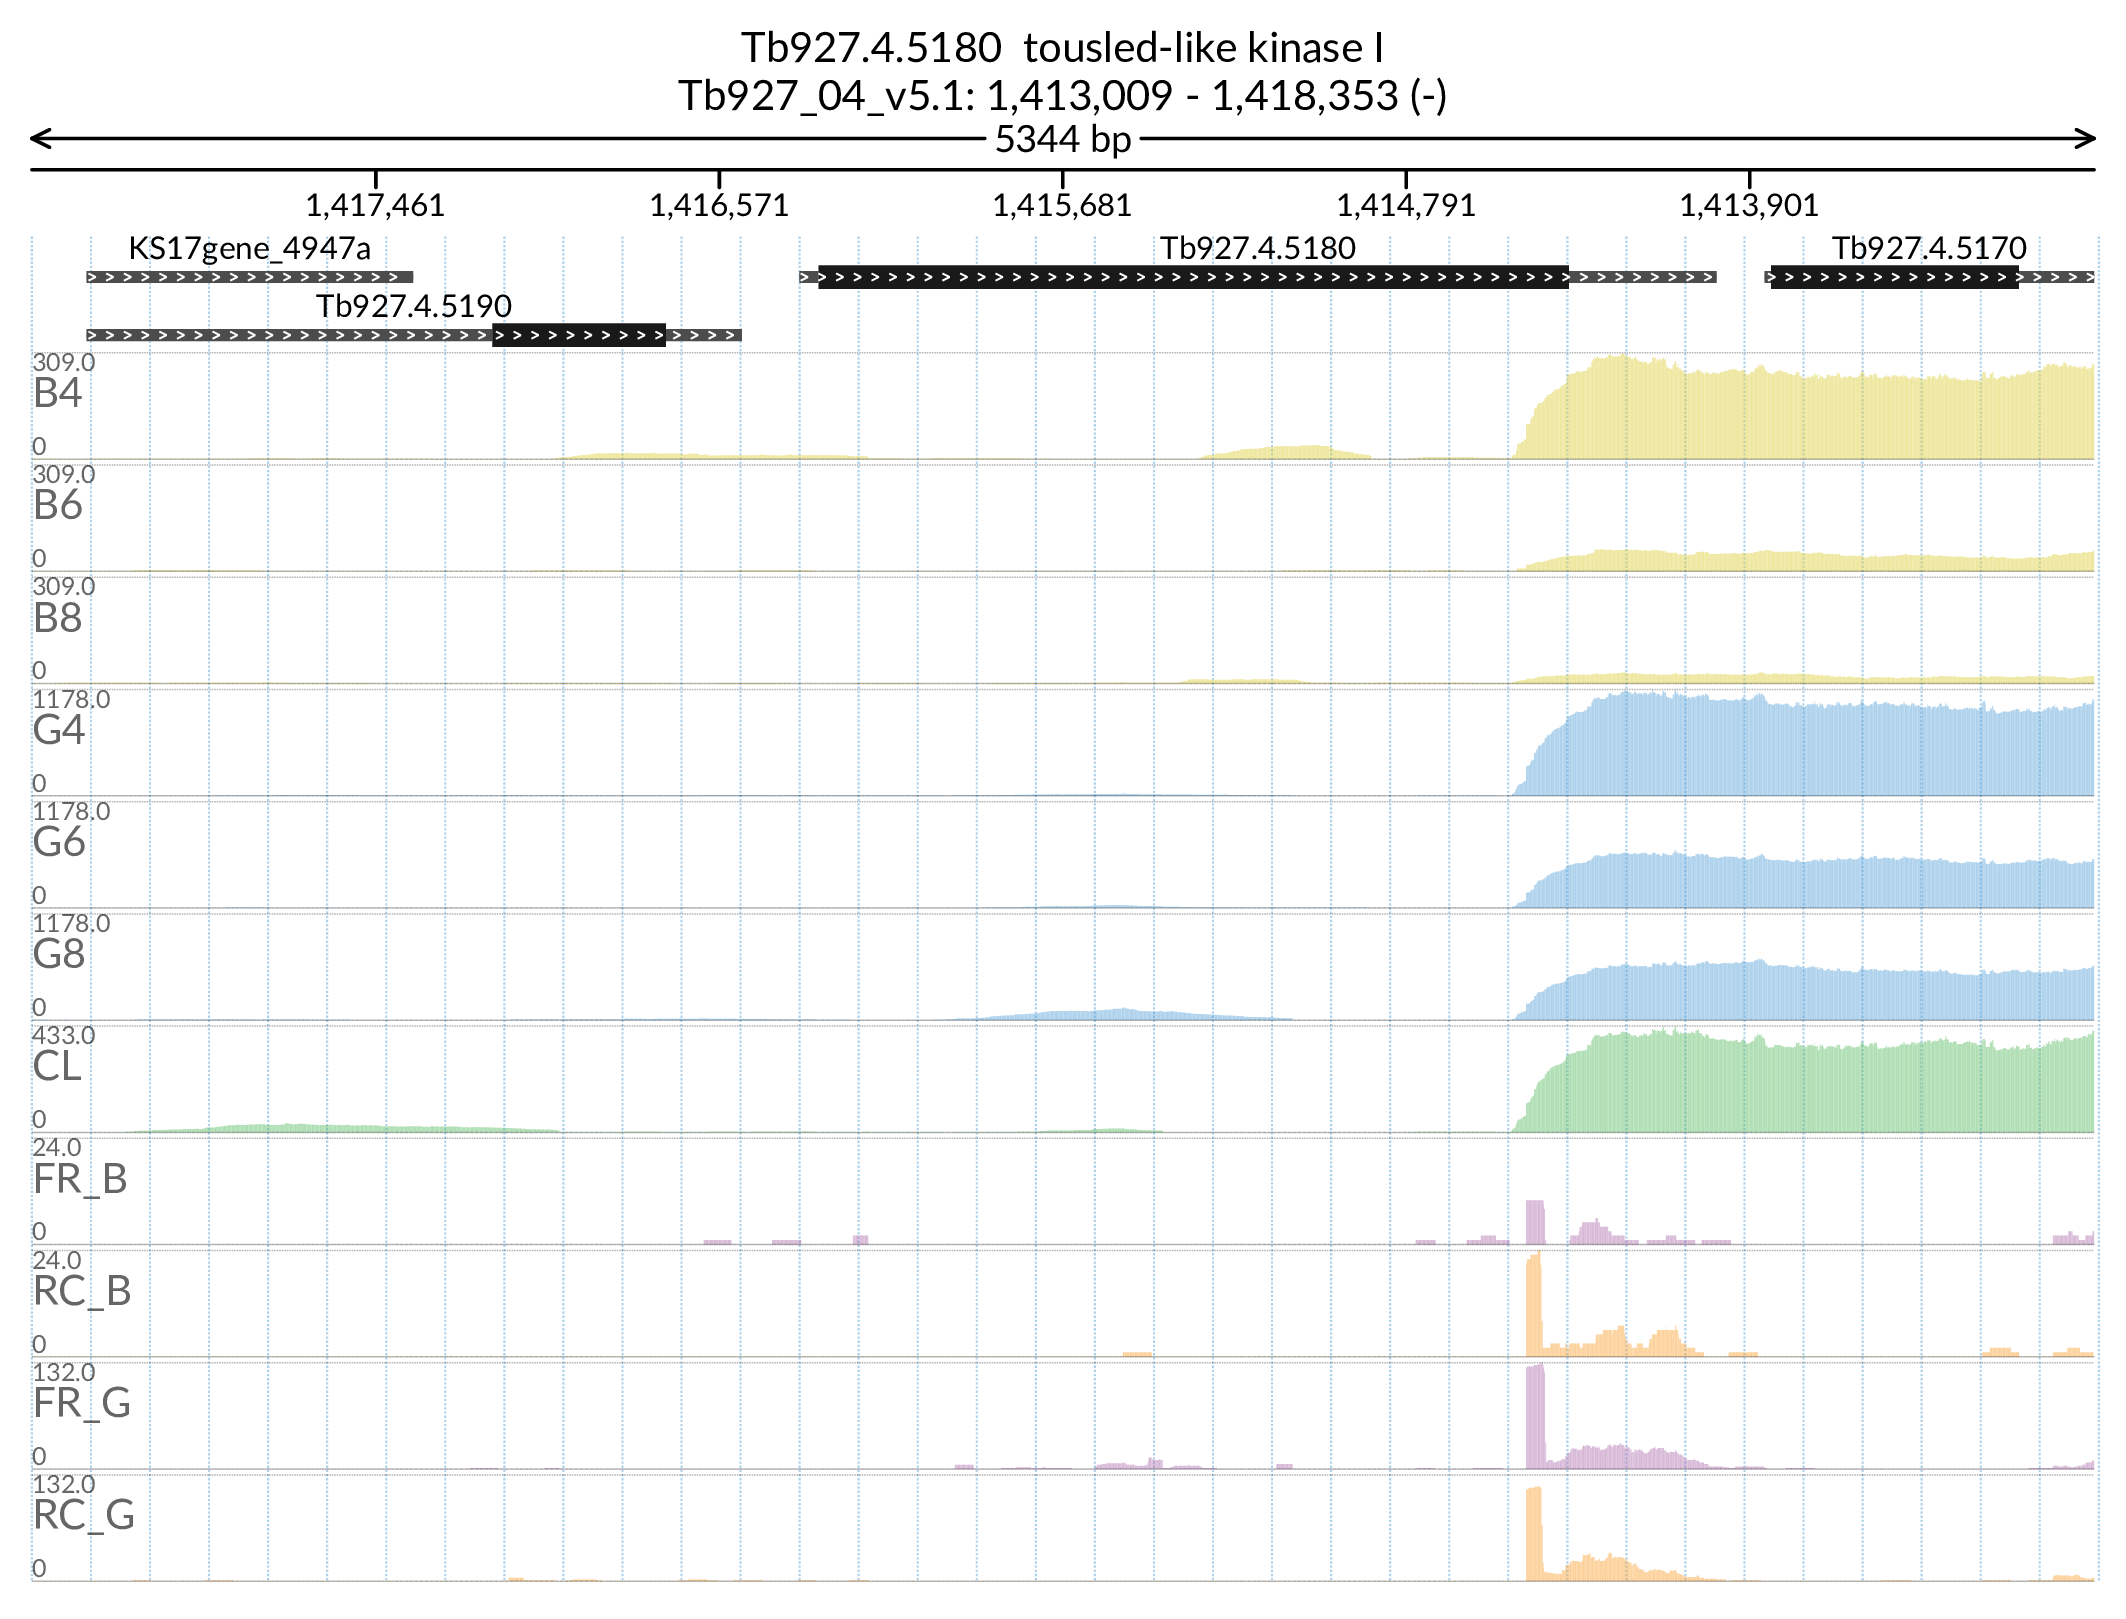 Tb927.4.5180 tousled-like kinase I
Tb927_04_v5.1: 1,413,009 - 1,418,353 (-)
5344 bp
1,417,461 1,416,571 1,415,681 1,414,791 1,413,901
KS17gene_4947a Tb927.4.5180 Tb927.4.5170
Tb927.4.5190
309.0
B4
0
309.0
B6
0
309.0
B8
0
1178.0
G4
0
1178.0
G6
0
1178.0
G8
0
433.0
CL
0
24.0
FR_B
0
24.0
RC_B
0
132.0
FR_G
0
132.0
RC_G
0